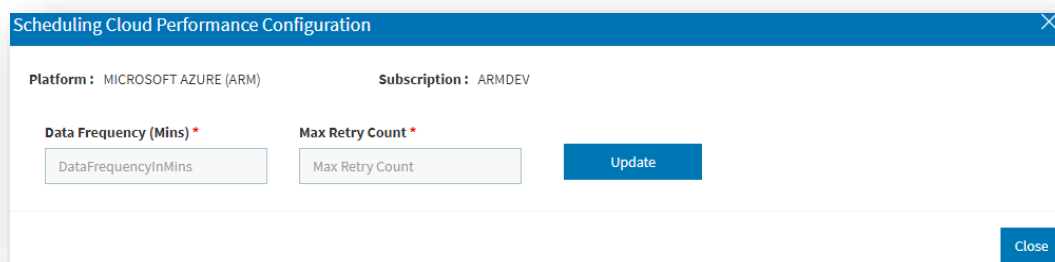 Scheduling Cloud Performance Configuration
Platform : MICROSOFT AZURE (ARM) Subscription : ARMDEV
Data Frequency (Mins) * Max Retry Count *
DataFrequencyInMins Max Retry Count Update
Close